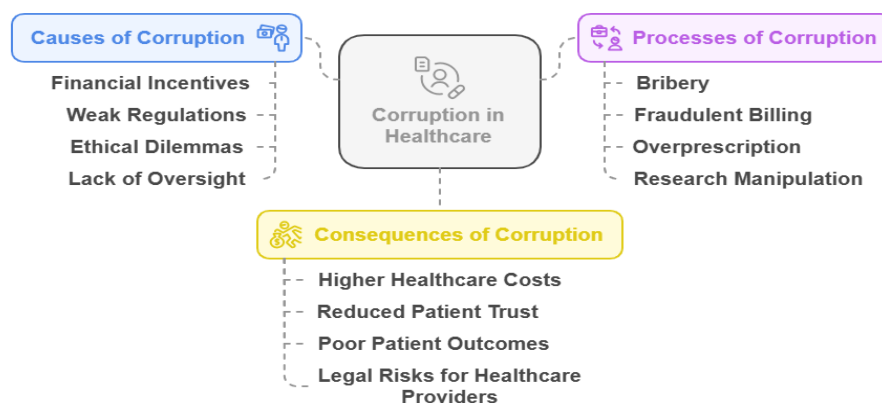 Causes of Corruption
Financial Incentives
Weak Regulations
Ethical Dilemmas
Lack of Oversight
Corruption in
Healthcare
Processes of Corruption
Bribery
Fraudulent Billing
Overprescription
Research Manipulation
Consequences of Corruption
Higher Healthcare Costs
Reduced Patient Trust
Poor Patient Outcomes
Legal Risks for Healthcare
Providers